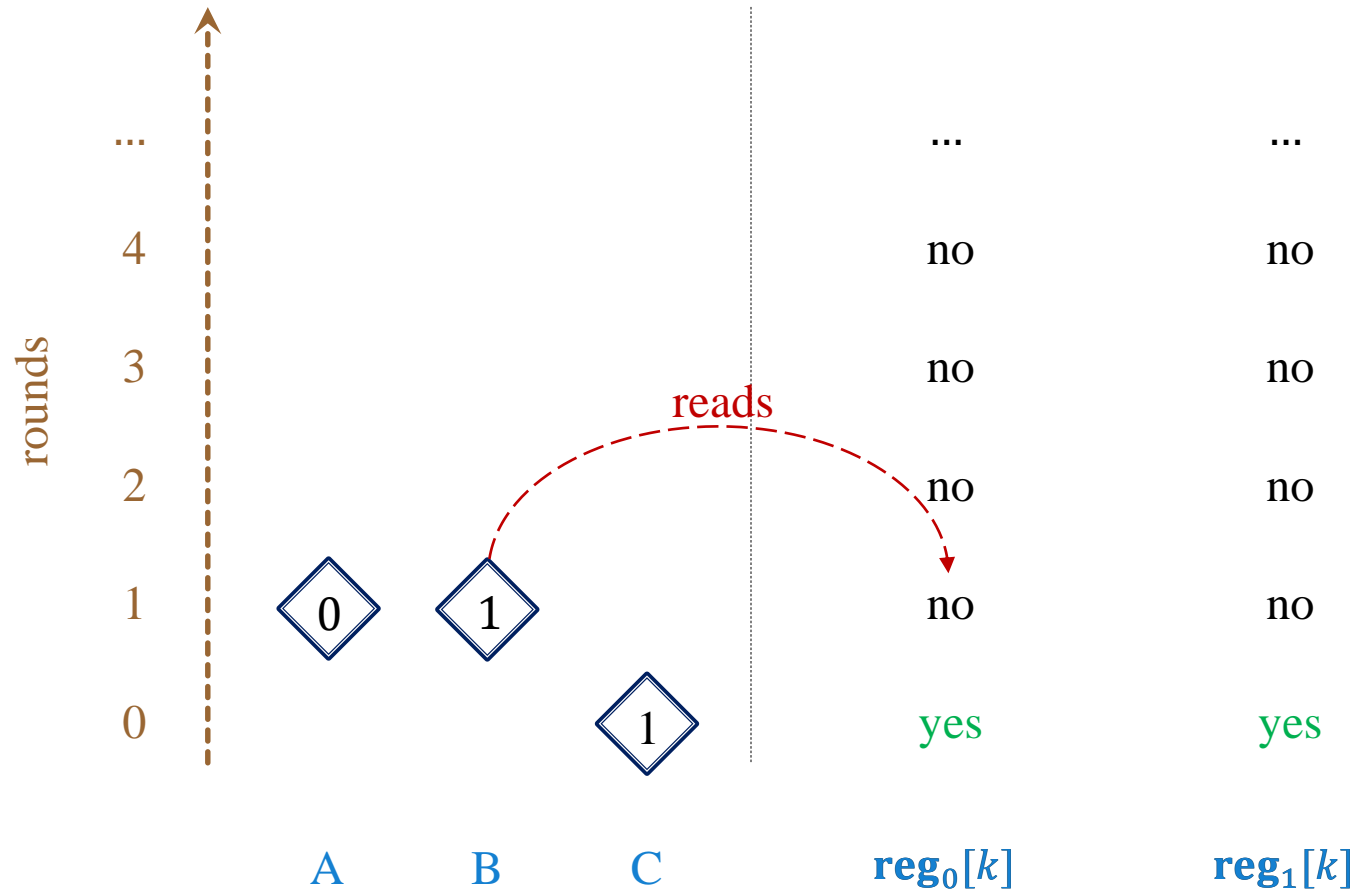 ... ... ...
4 no no
rounds
3 no no
reads
2 no no
1 0 1 no no
0 1 yes yes
A B C reg₀[k] reg₁[k]